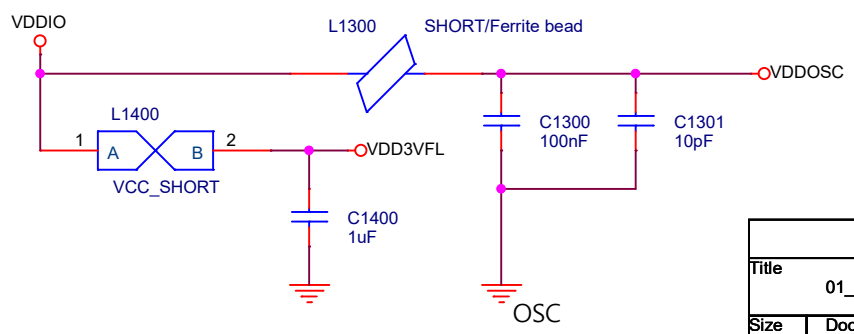 VDDIO
L1300 SHORT/Ferrite bead
VDDOSC
L1400
1 A B 2
VDD3VFL
VCC_SHORT
C1300
100nF
C1301
10pF
C1400
1uF
OSC
Title
01_
Size Doc